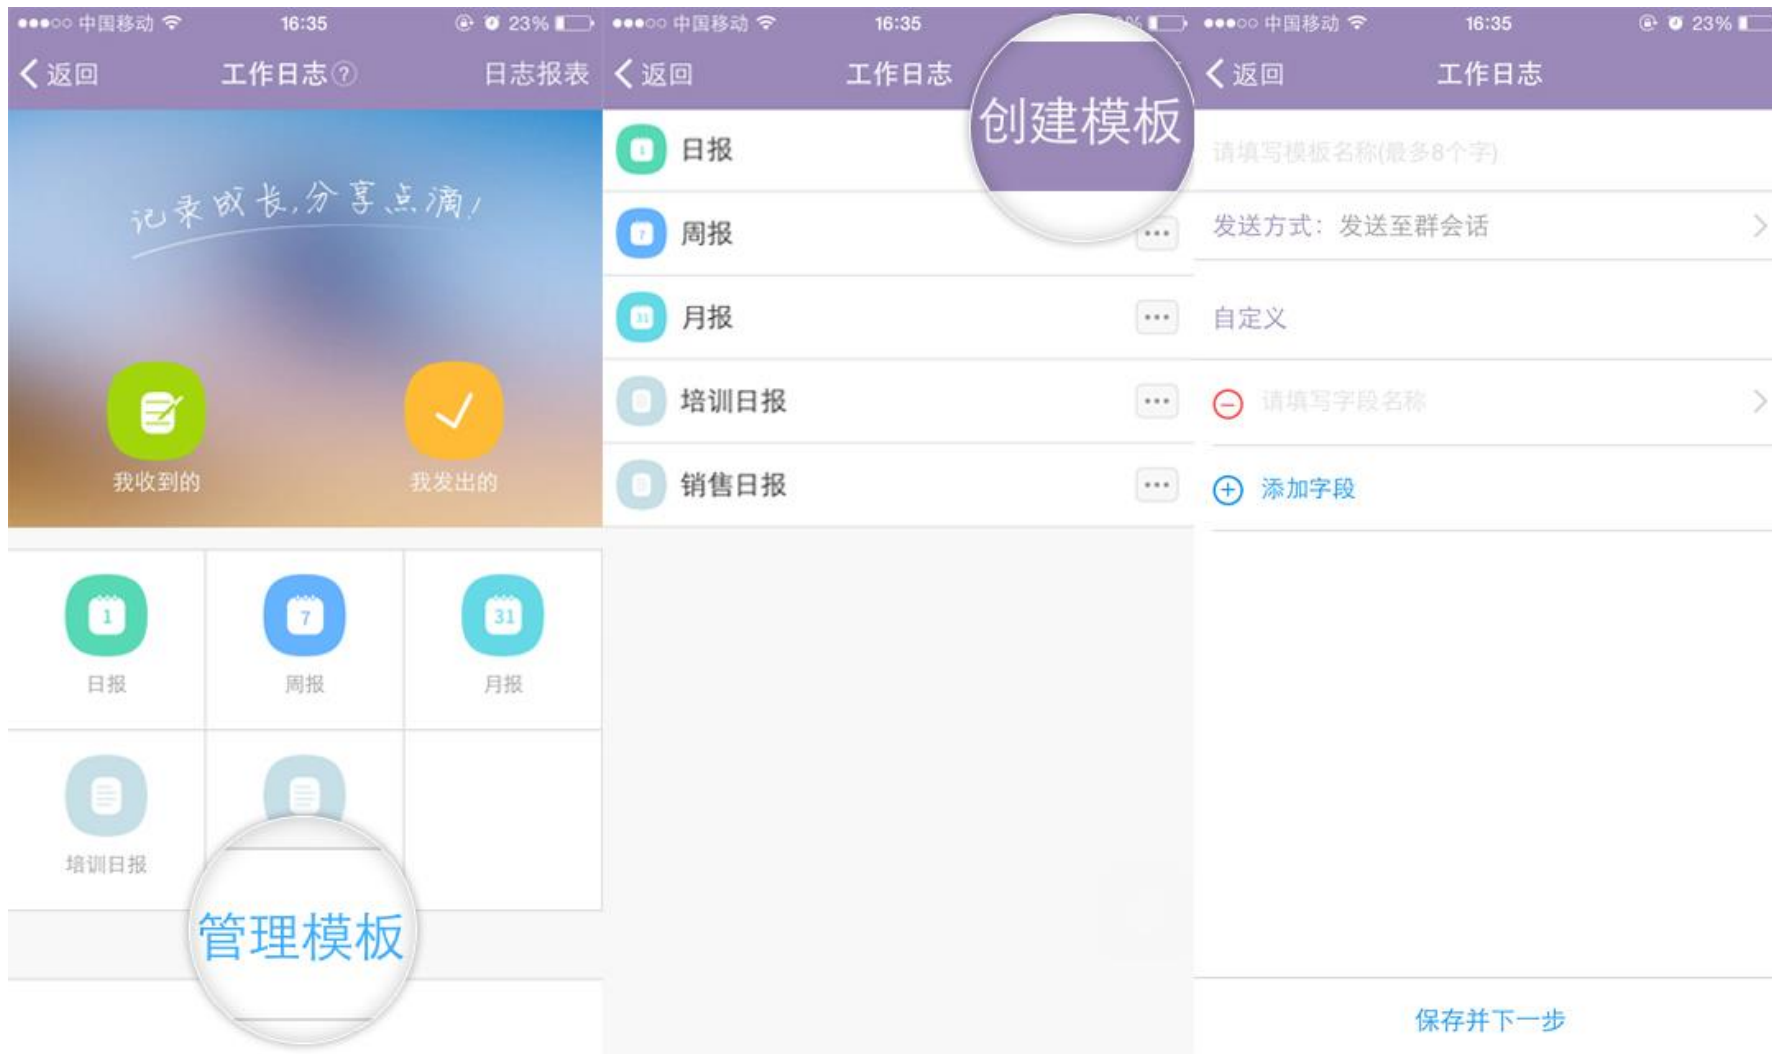 中国移动 16:35 23%
返回 工作日志? 日志报表
记录成长,分享点滴!
我收到的 我发出的
1 7 31
日报 周报 月报
培训日报
管理模板
中国移动 16:35 %
返回 工作日志
创建模板
1 日报
7 周报
31 月报
培训日报
销售日报
中国移动 16:35 23%
返回 工作日志
请填写模板名称(最多8个字)
发送方式: 发送至群会话
自定义
请填写字段名称
添加字段
保存并下一步